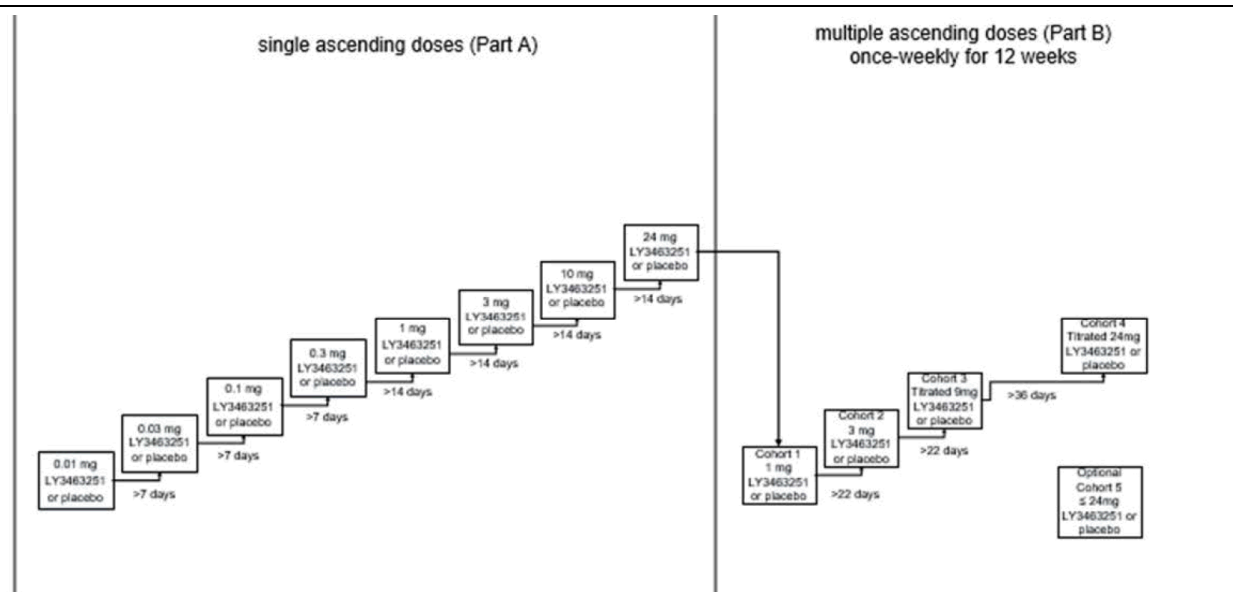 single ascending doses (Part A)
multiple ascending doses (Part B)
once-weekly for 12 weeks
0.01 mg
LY3463251
or placebo
>7 days
0.03 mg
LY3463251
or placebo
>7 days
0.1 mg
LY3463251
or placebo
>7 days
0.3 mg
LY3463251
or placebo
>14 days
1 mg
LY3463251
or placebo
>14 days
3 mg
LY3463251
or placebo
>14 days
10 mg
LY3463251
or placebo
>14 days
24 mg
LY3463251
or placebo
Cohort 1
1 mg
LY3463251
or placebo
>22 days
Cohort 2
3 mg
LY3463251
or placebo
>22 days
Cohort 3
Titrated 9mg
LY3463251
or placebo
>36 days
Cohort 4
Titrated 24mg
LY3463251 or
placebo
Optional
Cohort 5
≤ 24mg
LY3463251 or
placebo